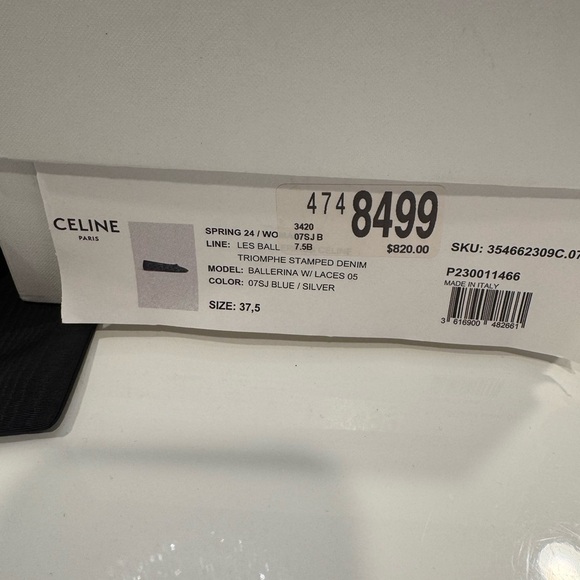 CELINE
PARIS
SPRING 24 / WO
LINE: LES BALL
TRIOMPHE STAMPED DENIM
MODEL: BALLERINA W/ LACES 05
COLOR: 07SJ BLUE / SILVER
SIZE: 37,5
474 8499
3420
07SJ B
7.5B
$820.00
SKU: 354662309C.07
P230011466
MADE IN ITALY
3 616900 482661